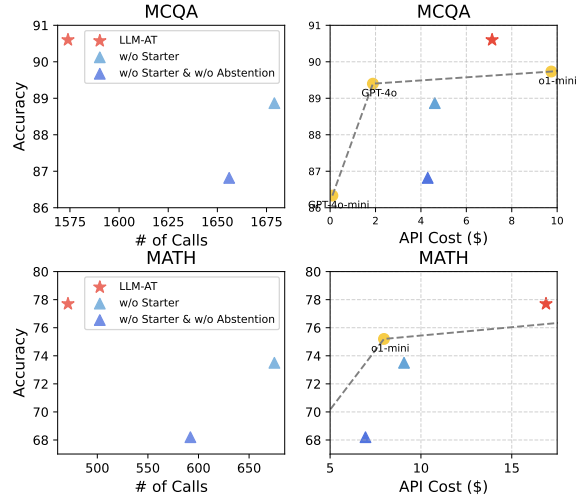 MCQA
91
90
89
88
87
86
Accuracy
LLM-AT
w/o Starter
w/o Starter & w/o Abstention
1575
1600
1625
1650
1675
# of Calls
MCQA
91
90
89
88
87
86
GPT-4o
o1-mini
GPT-4o-mini
0
2
4
6
8
10
API Cost ($)
MATH
80
78
76
74
72
70
68
Accuracy
LLM-AT
w/o Starter
w/o Starter & w/o Abstention
500
550
600
650
# of Calls
MATH
80
78
76
74
72
70
68
o1-mini
5
10
15
API Cost ($)